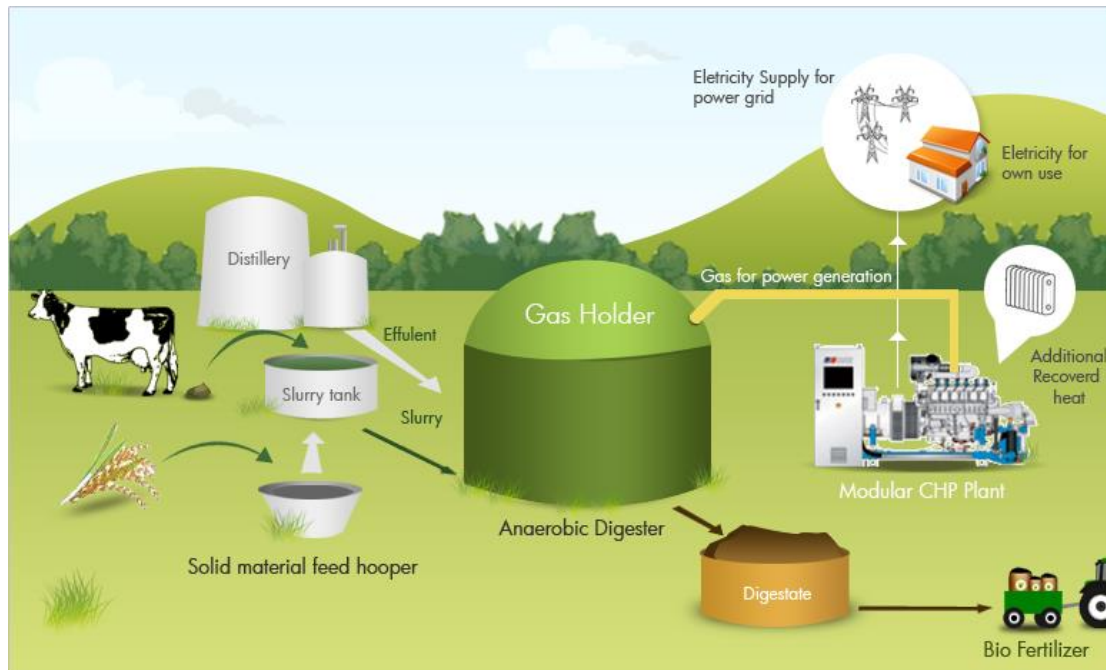 Eletricity Supply for
power grid
Eletricity for
own use
Distillery
Gas for power generation
Gas Holder
Effulent
Additional
Recoverd
heat
Slurry tank
Slurry
Modular CHP Plant
Anaerobic Digester
Solid material feed hooper
Digestate
Bio Fertilizer